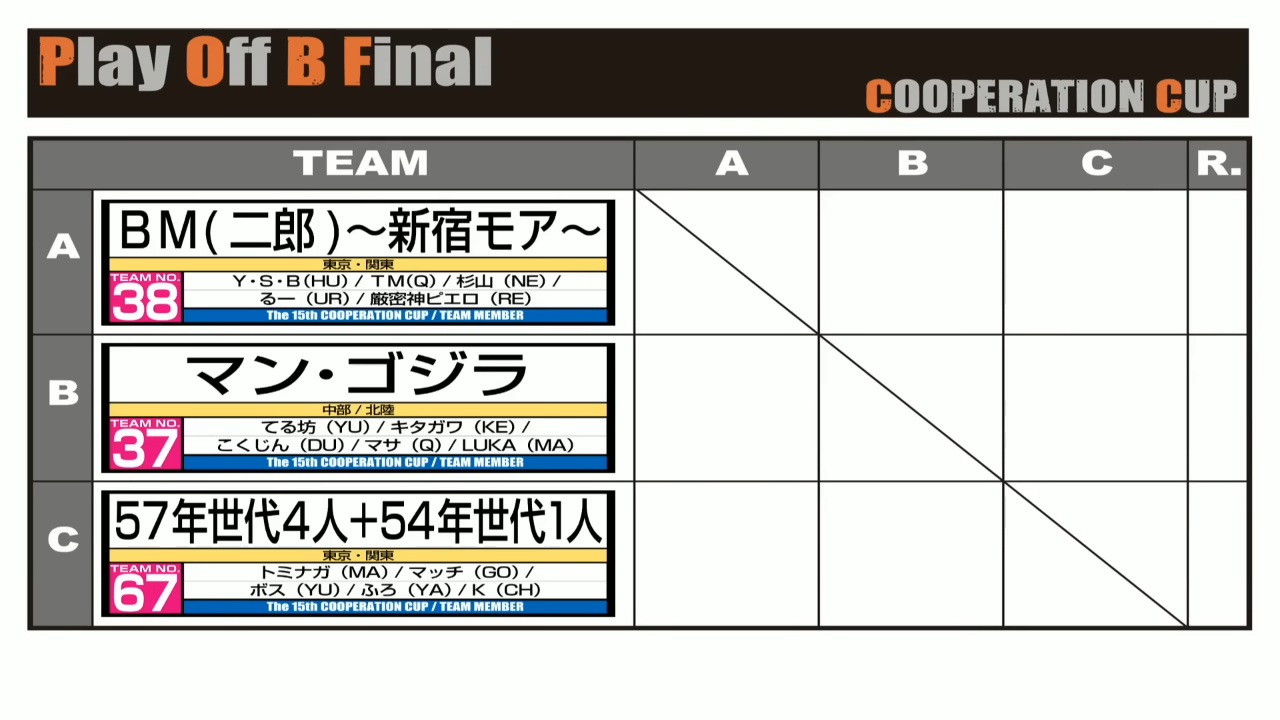 Play Off B Final
COOPERATION CUP
TEAM A B C R.
A
BM(二郎)～新宿モア～
東京・関東
TEAM NO.
38
Y・S・B(HU) / TM(Q) / 杉山 (NE) /
るー (UR) / 厳密神ピエロ (RE)
The 15th COOPERATION CUP / TEAM MEMBER
B
マン・ゴジラ
中部 / 北陸
TEAM NO.
37
てる坊 (YU) / キタガワ (KE) /
こくじん (DU) / マサ (Q) / LUKA (MA)
The 15th COOPERATION CUP / TEAM MEMBER
C
57年世代4人+54年世代1人
東京・関東
TEAM NO.
67
トミナガ (MA) / マッチ (GO) /
ボス (YU) / ふろ (YA) / K (CH)
The 15th COOPERATION CUP / TEAM MEMBER